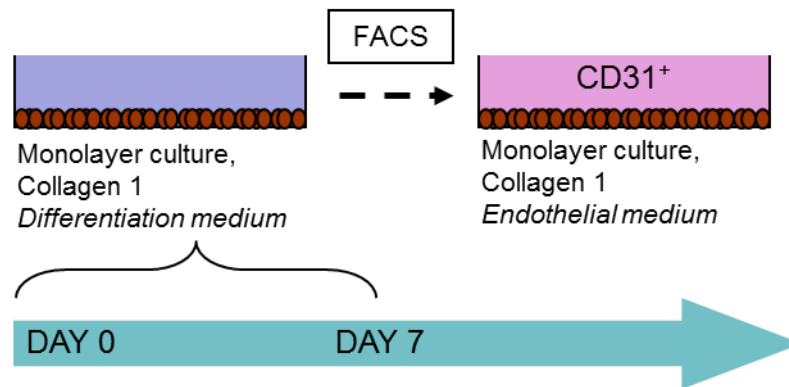 FACS
CD31⁺
Monolayer culture,
Collagen 1
Differentiation medium
Monolayer culture,
Collagen 1
Endothelial medium
DAY 0
DAY 7